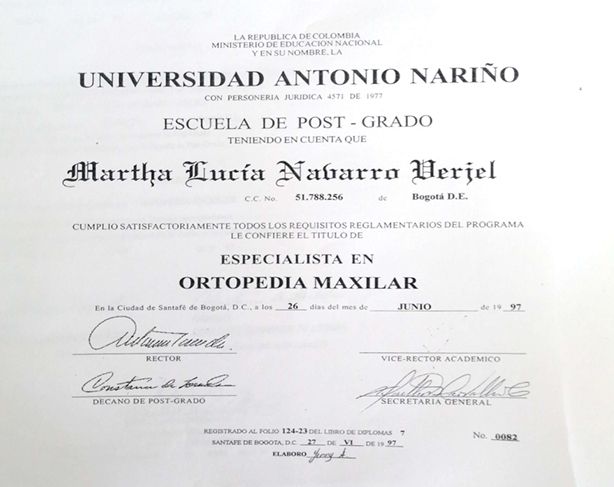 LA REPUBLICA DE COLOMBIA
MINISTERIO DE EDUCACION NACIONAL
Y EN SU NOMBRE, LA
UNIVERSIDAD ANTONIO NARIÑO
CON PERSONERIA JURIDICA 4571 DE 1977
ESCUELA DE POST - GRADO
TENIENDO EN CUENTA QUE
Martha Lucía Navarro Verjel
C.C. No. 51.788.256 de Bogotá D.E.
CUMPLIO SATISFACTORIAMENTE TODOS LOS REQUISITOS REGLAMENTARIOS DEL PROGRAMA
LE CONFIERE EL TITULO DE
ESPECIALISTA EN
ORTOPEDIA MAXILAR
En la Ciudad de Santafé de Bogotá, D.C., a los 26 días del mes de JUNIO de 19 97
RECTOR VICE-RECTOR ACADEMICO
DECANO DE POST-GRADO SECRETARIA GENERAL
REGISTRADO AL FOLIO 124-23 DEL LIBRO DE DIPLOMAS 7
SANTAFE DE BOGOTA, D.C. 27 DE VI DE 19 97 No. 0082
ELABORO